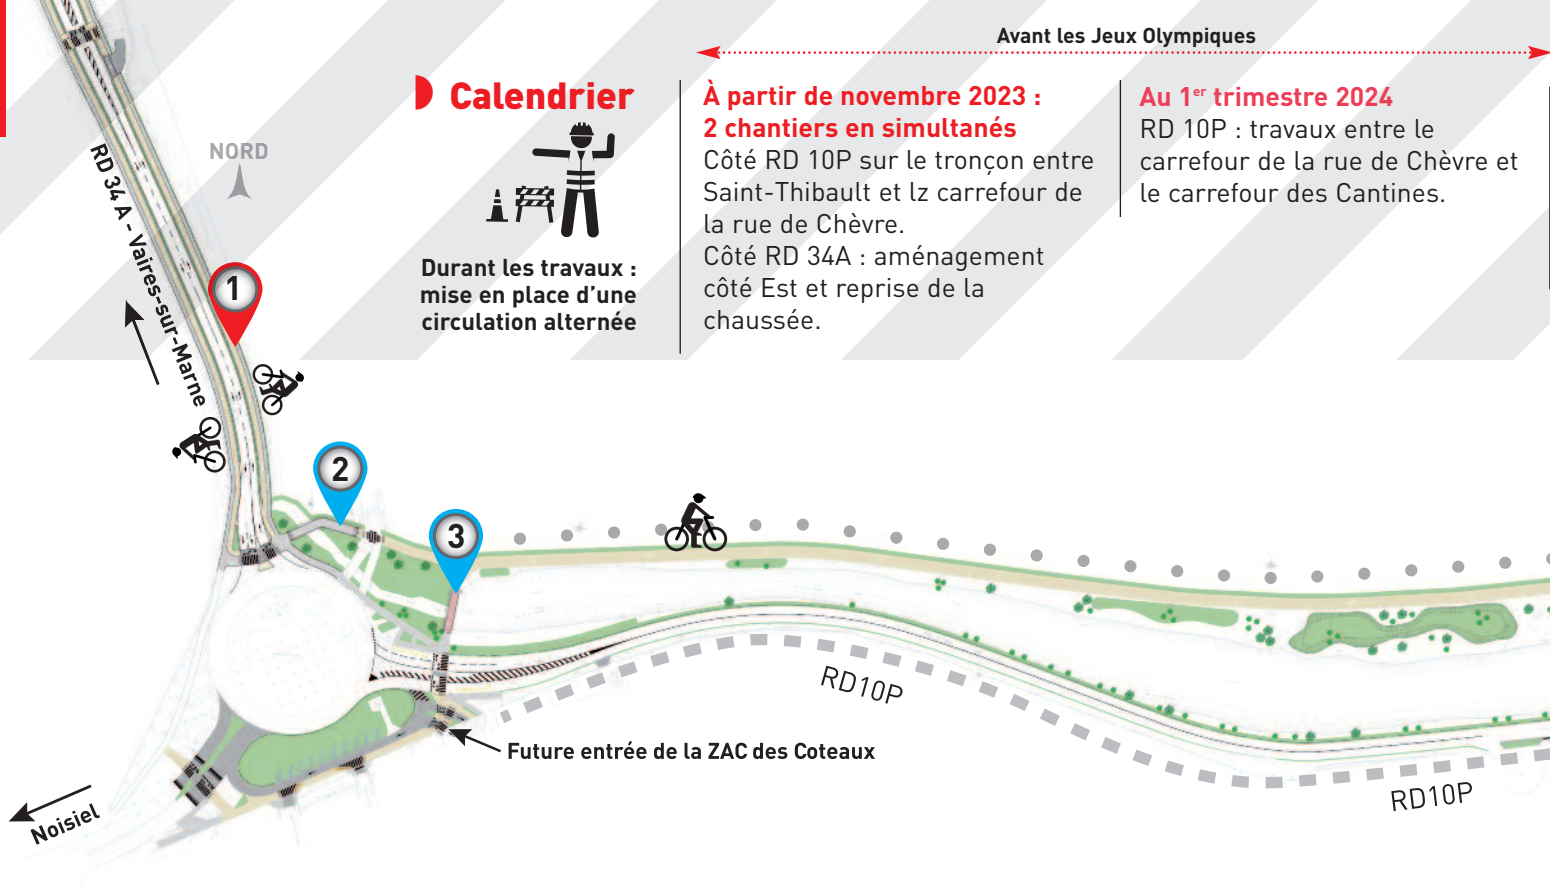 Avant les Jeux Olympiques
Calendrier
Durant les travaux :
mise en place d’une
circulation alternée
À partir de novembre 2023 :
2 chantiers en simultanés
Côté RD 10P sur le tronçon entre
Saint-Thibault et lz carrefour de
la rue de Chèvre.
Côté RD 34A : aménagement
côté Est et reprise de la
chaussée.
Au 1er trimestre 2024
RD 10P : travaux entre le
carrefour de la rue de Chèvre et
le carrefour des Cantines.
NORD
RD 34 A - Vaires-sur-Marne
1
2
3
RD10P
Future entrée de la ZAC des Coteaux
RD10P
Noisiel